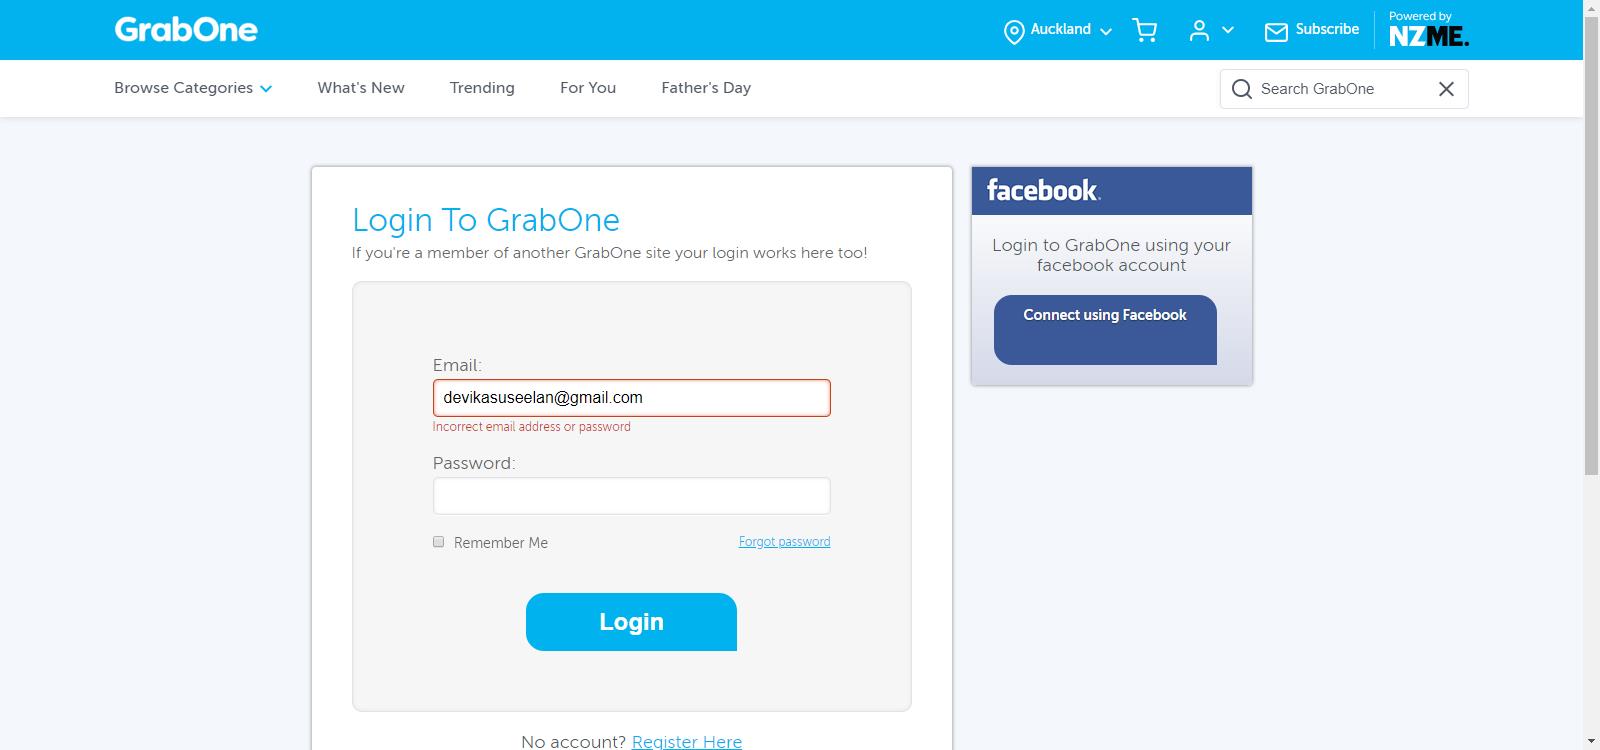 GrabOne
Auckland
Subscribe
Powered by
NZME.
Browse Categories
What's New
Trending
For You
Father's Day
Search GrabOne
Login To GrabOne
If you're a member of another GrabOne site your login works here too!
Email:
devikasuseelan@gmail.com
Incorrect email address or password
Password:
Remember Me
Forgot password
Login
No account? Register Here
facebook.
Login to GrabOne using your
facebook account
Connect using Facebook